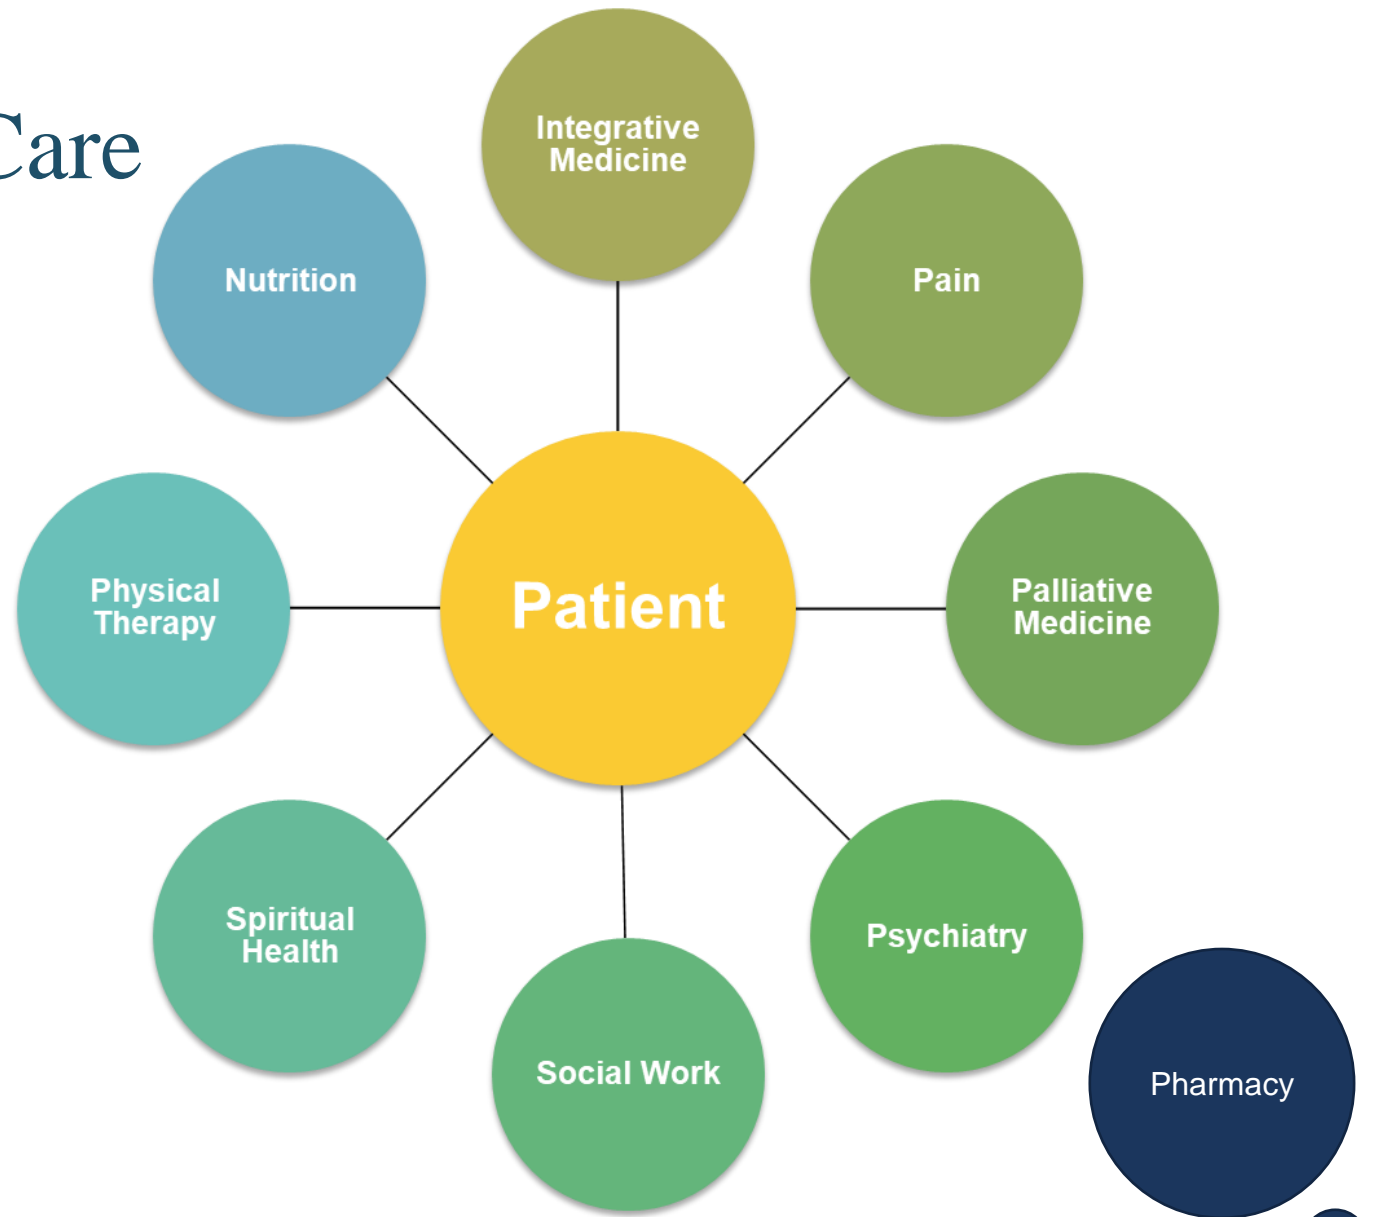 Care
Integrative
Medicine
Nutrition
Pain
Physical
Therapy
Patient
Palliative
Medicine
Spiritual
Health
Psychiatry
Social Work
Pharmacy